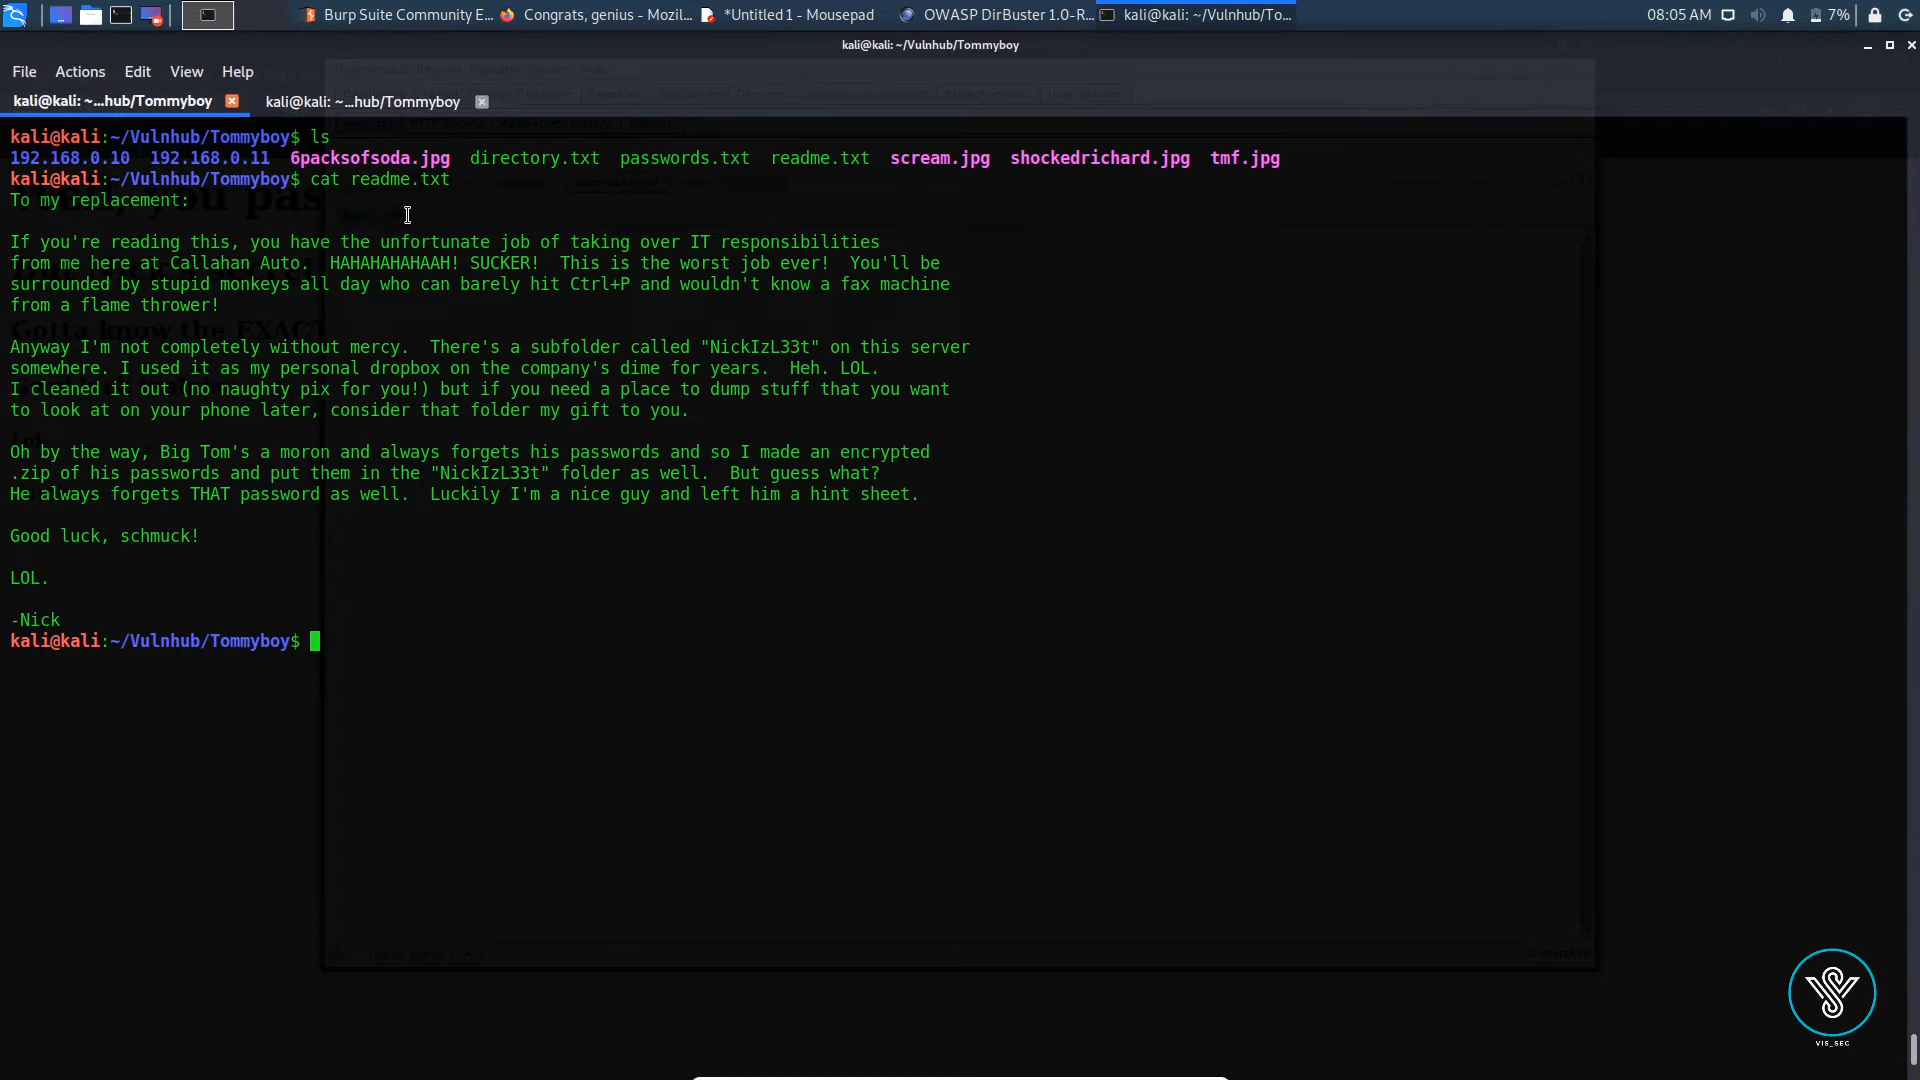 Burp Suite Community E...
Congrats, genius - Mozil...
*Untitled 1 - Mousepad
OWASP DirBuster 1.0-R...
kali@kali: ~/Vulnhub/To...
08:05 AM
7%
kali@kali: ~/Vulnhub/Tommyboy
File Actions Edit View Help
kali@kali: ~...hub/Tommyboy
kali@kali: ~...hub/Tommyboy
kali@kali:~/Vulnhub/Tommyboy$ ls
192.168.0.10 192.168.0.11 6packsofsoda.jpg directory.txt passwords.txt readme.txt scream.jpg shockedrichard.jpg tmf.jpg
kali@kali:~/Vulnhub/Tommyboy$ cat readme.txt
To my replacement:
If you're reading this, you have the unfortunate job of taking over IT responsibilities
from me here at Callahan Auto. HAHAHAHAHAAH! SUCKER! This is the worst job ever! You'll be
surrounded by stupid monkeys all day who can barely hit Ctrl+P and wouldn't know a fax machine
from a flame thrower!
Gotta know the EXACT
Anyway I'm not completely without mercy. There's a subfolder called "NickIzL33t" on this server
somewhere. I used it as my personal dropbox on the company's dime for years. Heh. LOL.
I cleaned it out (no naughty pix for you!) but if you need a place to dump stuff that you want
to look at on your phone later, consider that folder my gift to you.
Oh by the way, Big Tom's a moron and always forgets his passwords and so I made an encrypted
.zip of his passwords and put them in the "NickIzL33t" folder as well. But guess what?
He always forgets THAT password as well. Luckily I'm a nice guy and left him a hint sheet.
Good luck, schmuck!
LOL.
-Nick
kali@kali:~/Vulnhub/Tommyboy$
VIS_SEC